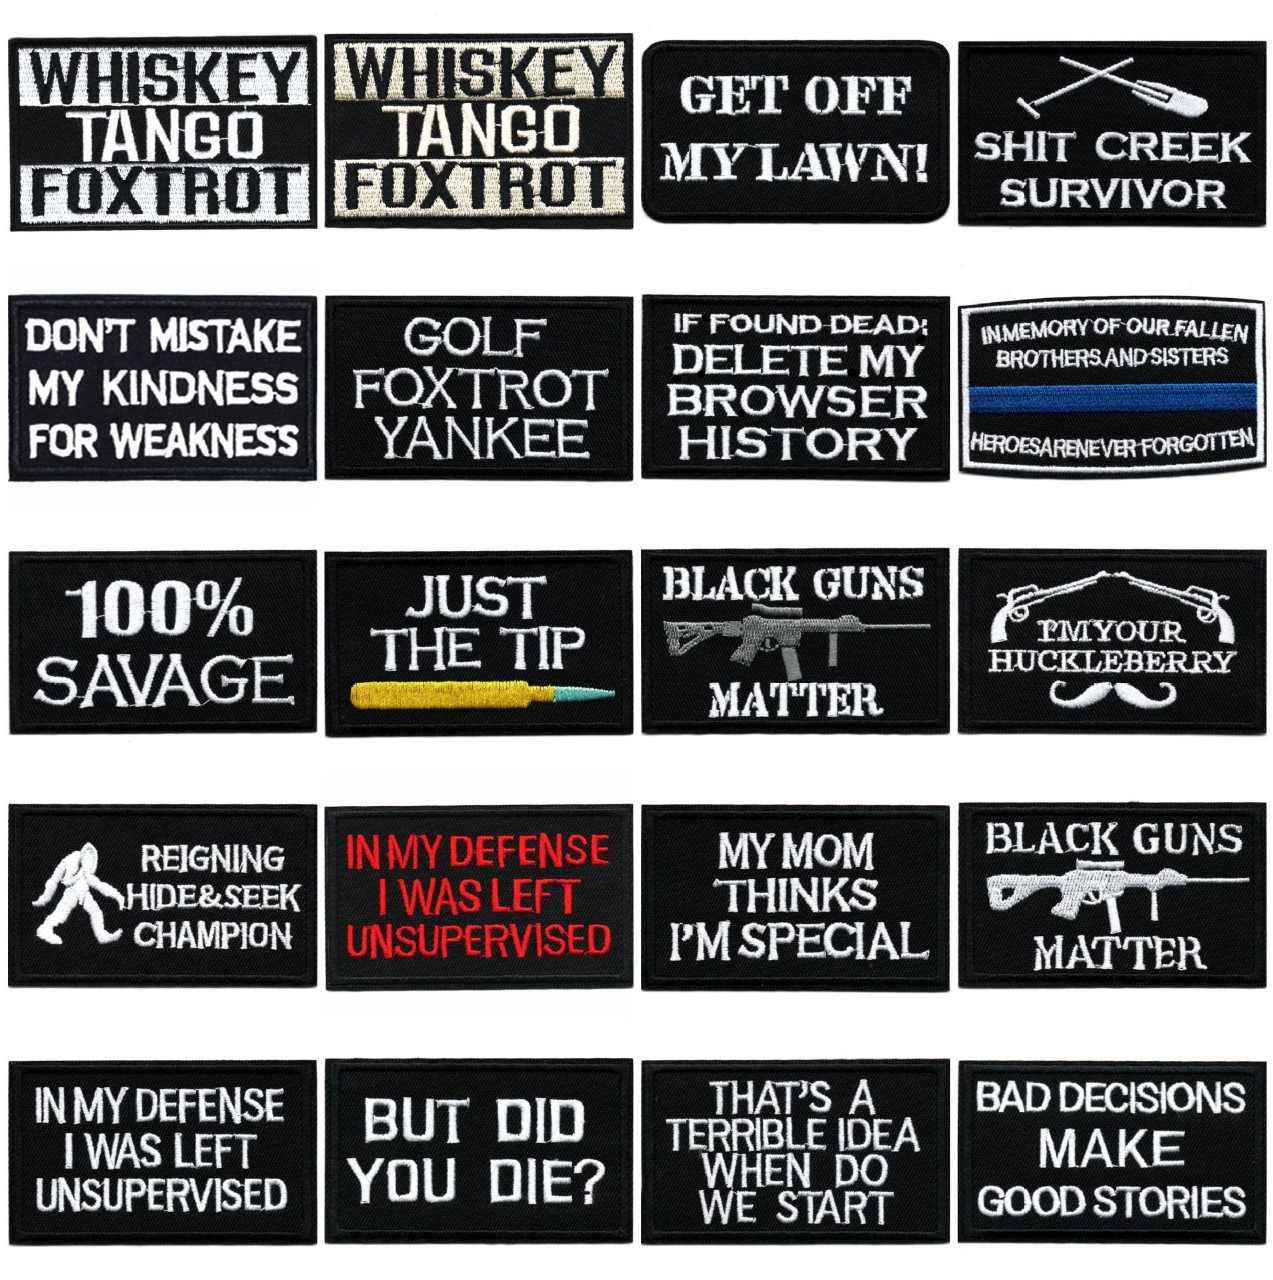 WHISKEY
TANGO
FOXTROT
WHISKEY
TANGO
FOXTROT
GET OFF
MY LAWN!
SHIT CREEK
SURVIVOR
DON'T MISTAKE
MY KINDNESS
FOR WEAKNESS
GOLF
FOXTROT
YANKEE
IF FOUND DEAD:
DELETE MY
BROWSER
HISTORY
IN MEMORY OF OUR FALLEN
BROTHERS AND SISTERS
HEROES ARE NEVER FORGOTTEN
100%
SAVAGE
JUST
THE TIP
BLACK GUNS
MATTER
I'M YOUR
HUCKLEBERRY
REIGNING
HIDE&SEEK
CHAMPION
IN MY DEFENSE
I WAS LEFT
UNSUPERVISED
MY MOM
THINKS
I'M SPECIAL
BLACK GUNS
MATTER
IN MY DEFENSE
I WAS LEFT
UNSUPERVISED
BUT DID
YOU DIE?
THAT'S A
TERRIBLE IDEA
WHEN DO
WE START
BAD DECISIONS
MAKE
GOOD STORIES